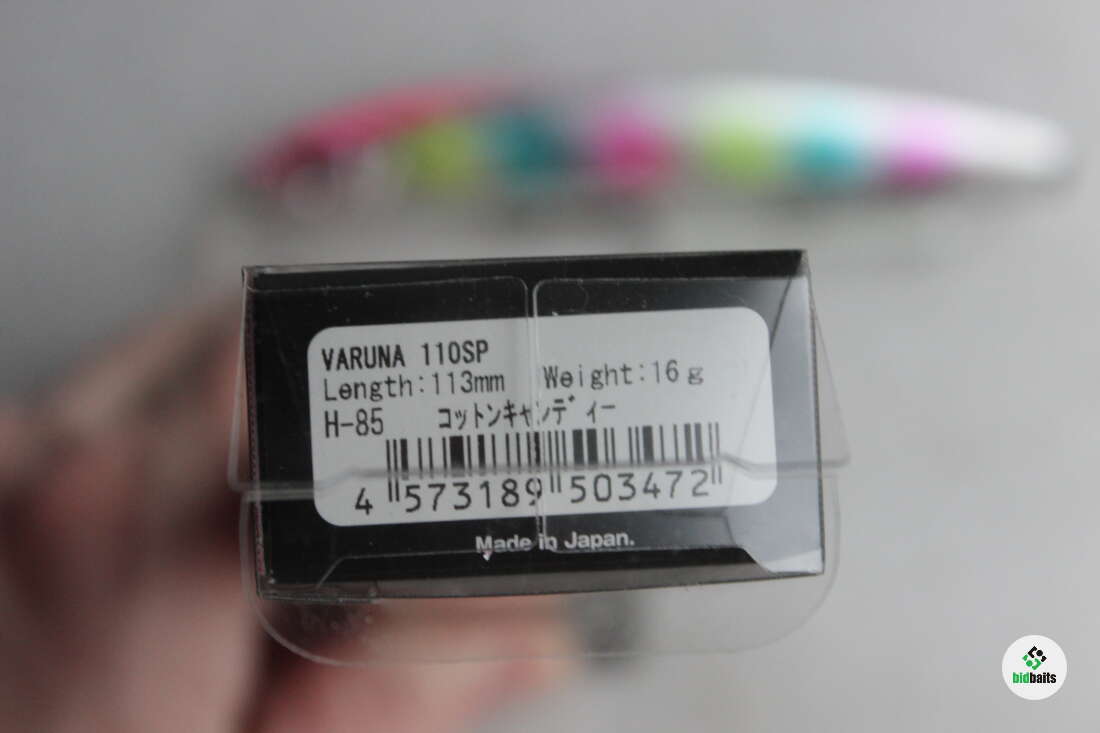 VARUNA 110SP
Length:113mm Weight:16g
H-85 コットンキャンディー
4 573189 503472
Made in Japan.
bidbaits